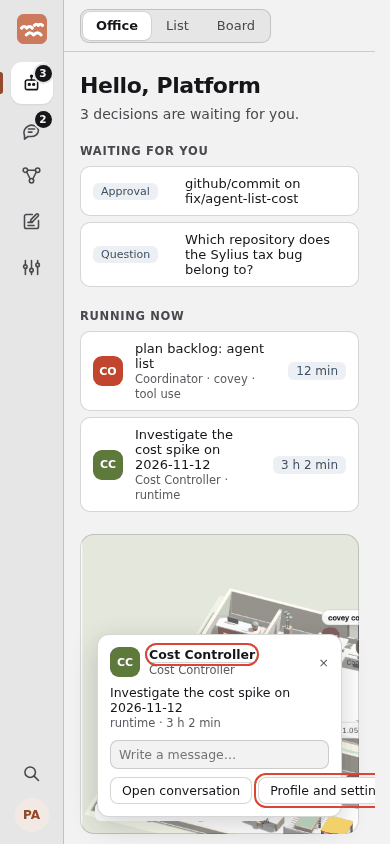 Office List Board
3
2
Hello, Platform
3 decisions are waiting for you.
WAITING FOR YOU
Approval
github/commit on
fix/agent-list-cost
Question
Which repository does
the Sylius tax bug
belong to?
RUNNING NOW
CO
plan backlog: agent
list
Coordinator · covey ·
tool use
12 min
CC
Investigate the
cost spike on
2026-11-12
Cost Controller ·
runtime
3 h 2 min
covey co
CC
Cost Controller
Cost Controller
×
Investigate the cost spike on
2026-11-12
runtime · 3 h 2 min
1.05
Write a message…
Open conversation
Profile and settin
PA